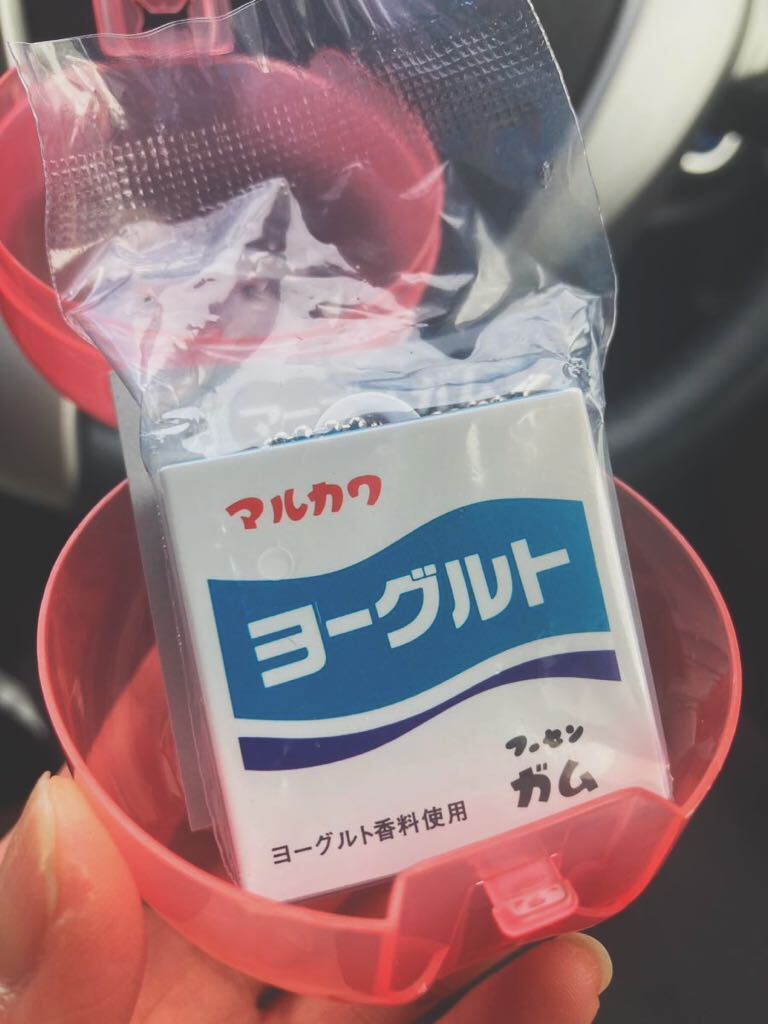 マルカワ
ヨーグルト
フーセン
ガム
ヨーグルト香料使用